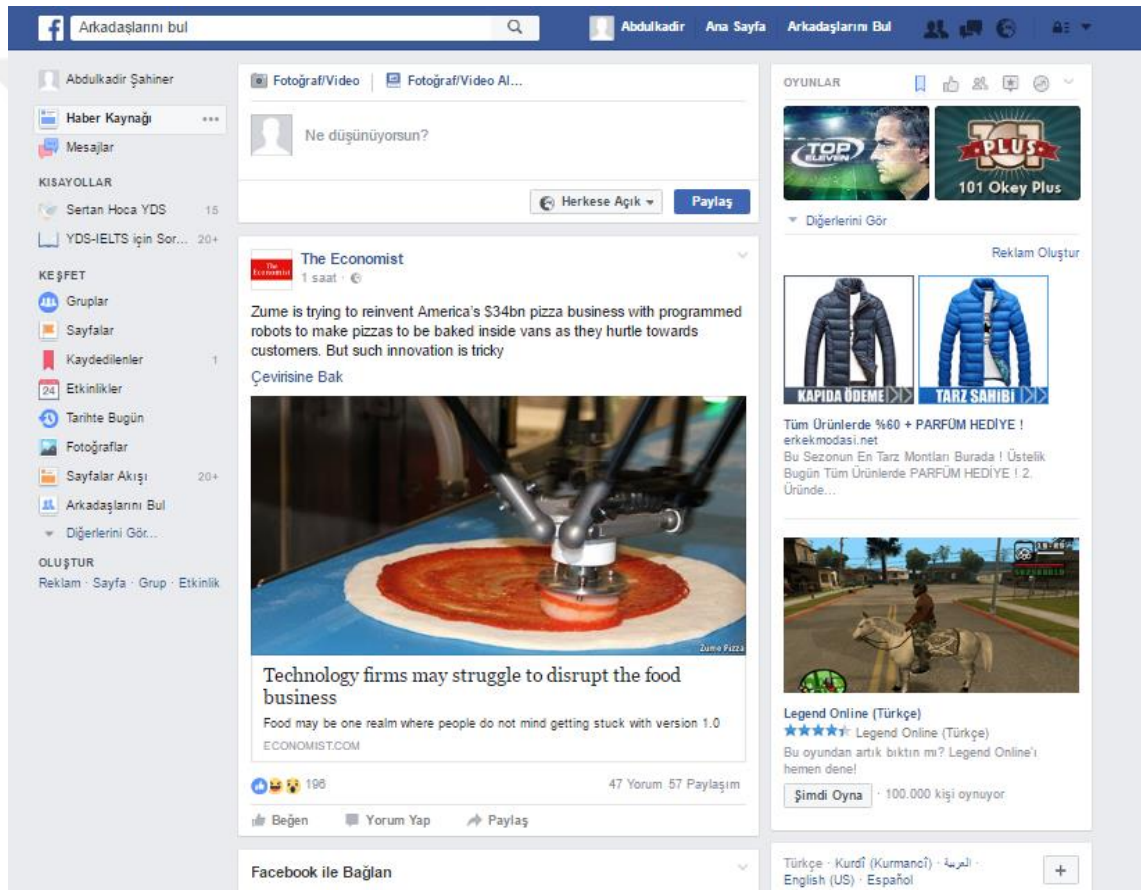 Arkadaşlarını bul
Abdulkadir
Ana Sayfa
Arkadaşlarını Bul
Abdulkadir Şahiner
Haber Kaynağı
Mesajlar
KISAYOLLAR
Sertan Hoca YDS 15
YDS-IELTS için Sor... 20+
KEŞFET
Gruplar
Sayfalar
Kaydedilenler 1
24 Etkinlikler
Tarihte Bugün
Fotoğraflar
Sayfalar Akışı 20+
Arkadaşlarını Bul
Diğerlerini Gör...
OLUŞTUR
Reklam · Sayfa · Grup · Etkinlik
Fotoğraf/Video
Fotoğraf/Video Al...
Ne düşünüyorsun?
Herkese Açık
Paylaş
The Economist
The Economist
1 saat ·
Zume is trying to reinvent America's $34bn pizza business with programmed
robots to make pizzas to be baked inside vans as they hurtle towards
customers. But such innovation is tricky
Çevirisine Bak
Zume Pizza
Technology firms may struggle to disrupt the food
business
Food may be one realm where people do not mind getting stuck with version 1.0
ECONOMIST.COM
196
47 Yorum 57 Paylaşım
Beğen
Yorum Yap
Paylaş
Facebook ile Bağlan
OYUNLAR
TOP
ELEVEN
101
PLUS
101 Okey Plus
Diğerlerini Gör
Reklam Oluştur
KAPIDA ÖDEME
TARZ SAHIBI
Tüm Ürünlerde %60 + PARFÜM HEDİYE !
erkekmodasi.net
Bu Sezonun En Tarz Montları Burada ! Üstelik
Bugün Tüm Ürünlerde PARFÜM HEDİYE ! 2.
Üründe...
Legend Online (Türkçe)
Legend Online (Türkçe)
Bu oyundan artık bıktın mı? Legend Online'ı
hemen dene!
Şimdi Oyna · 100.000 kişi oynuyor
Türkçe · Kurdî (Kurmancî) · العربية ·
English (US) · Español